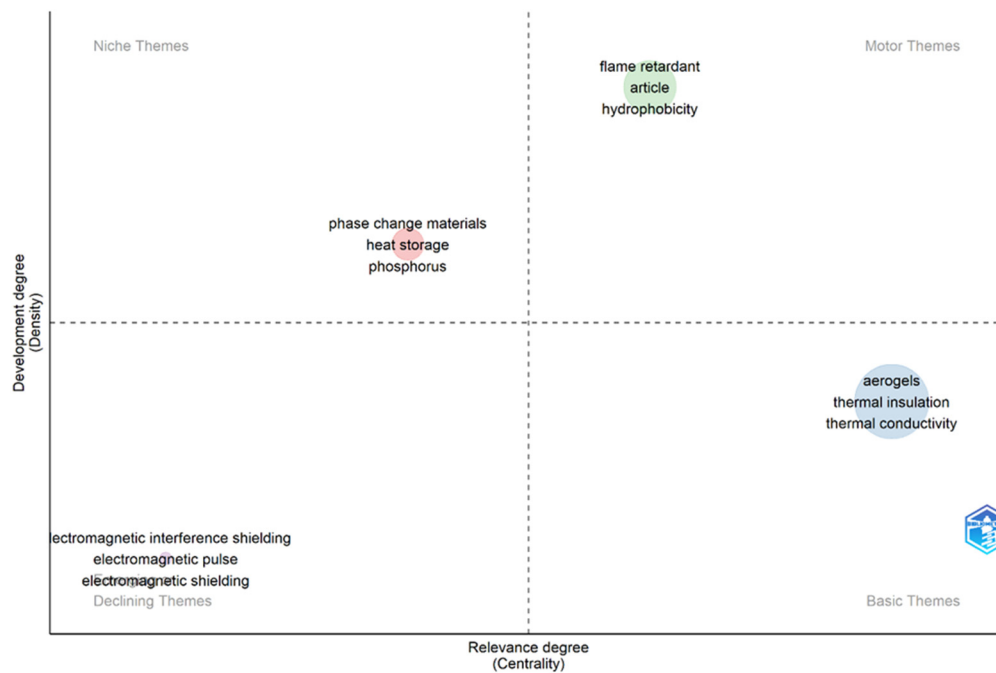 Niche Themes
Motor Themes
flame retardant
article
hydrophobicity
phase change materials
heat storage
phosphorus
Development degree
(Density)
aerogels
thermal insulation
thermal conductivity
lectromagnetic interference shielding
electromagnetic pulse
electromagnetic shielding
Declining Themes
Basic Themes
Relevance degree
(Centrality)